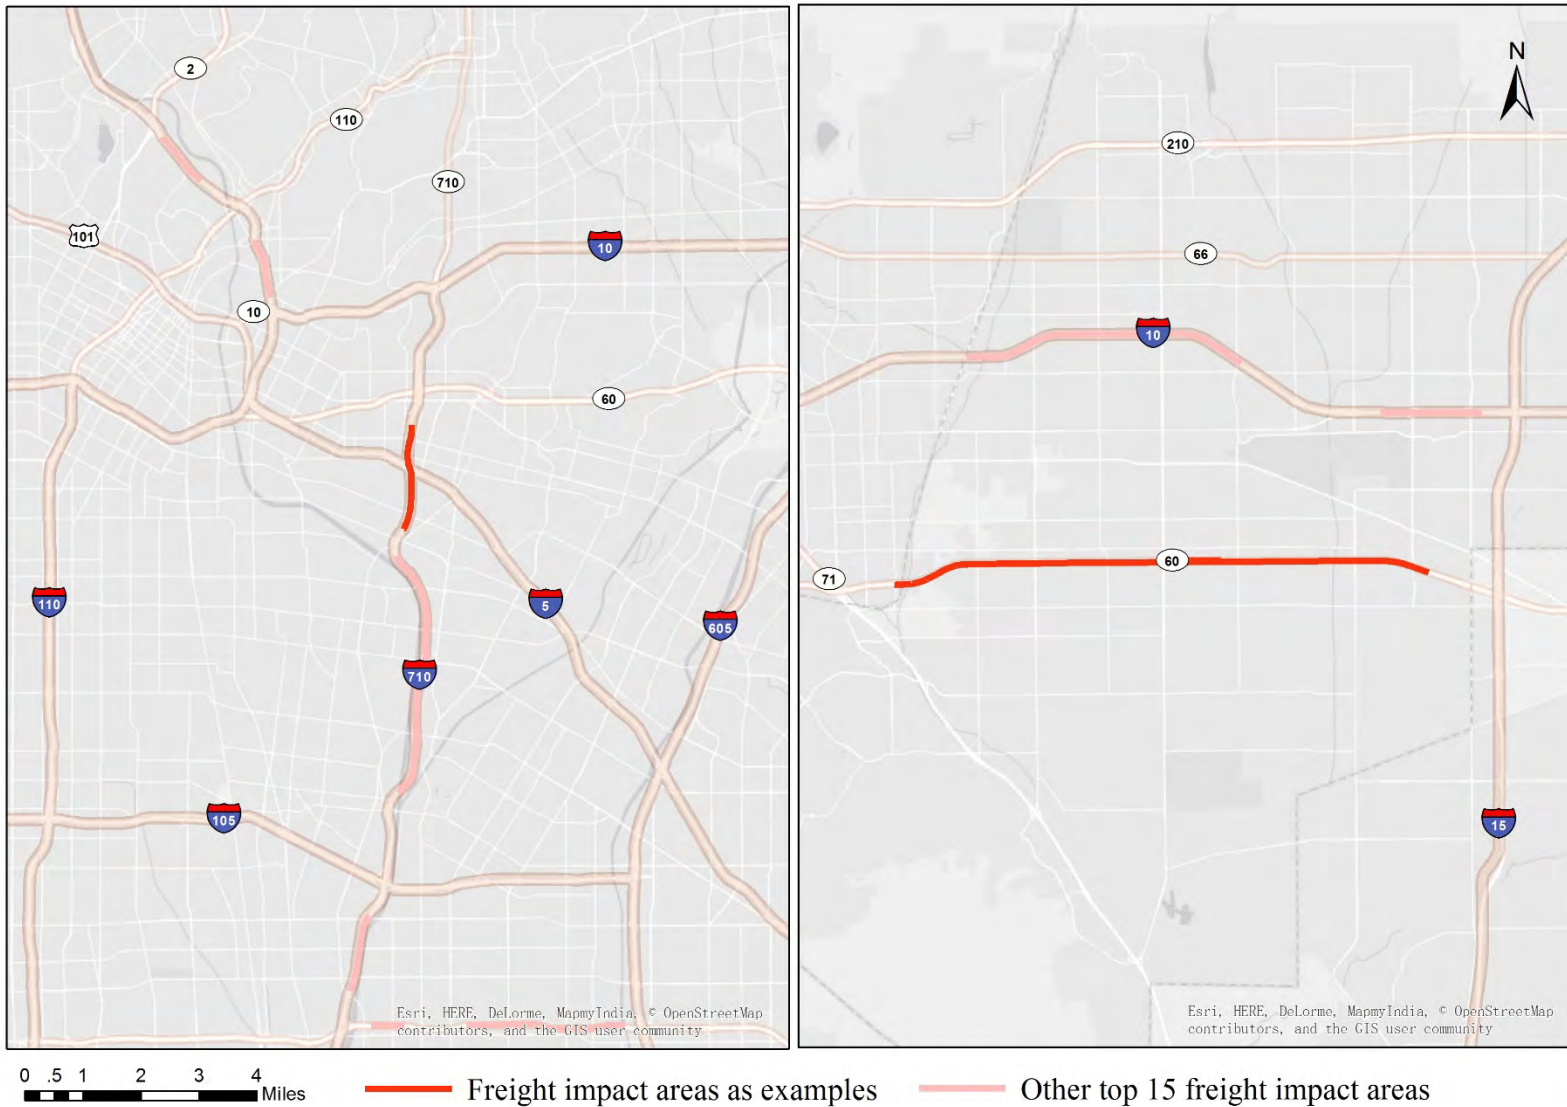 2
110
710
101
10
10
60
110
5
605
710
105
Esri, HERE, DeLorme, MapmyIndia, © OpenStreetMap
contributors, and the GIS user community
N
210
66
10
60
71
15
Esri, HERE, DeLorme, MapmyIndia, © OpenStreetMap
contributors, and the GIS user community
0 .5 1 2 3 4
Miles
Freight impact areas as examples
Other top 15 freight impact areas